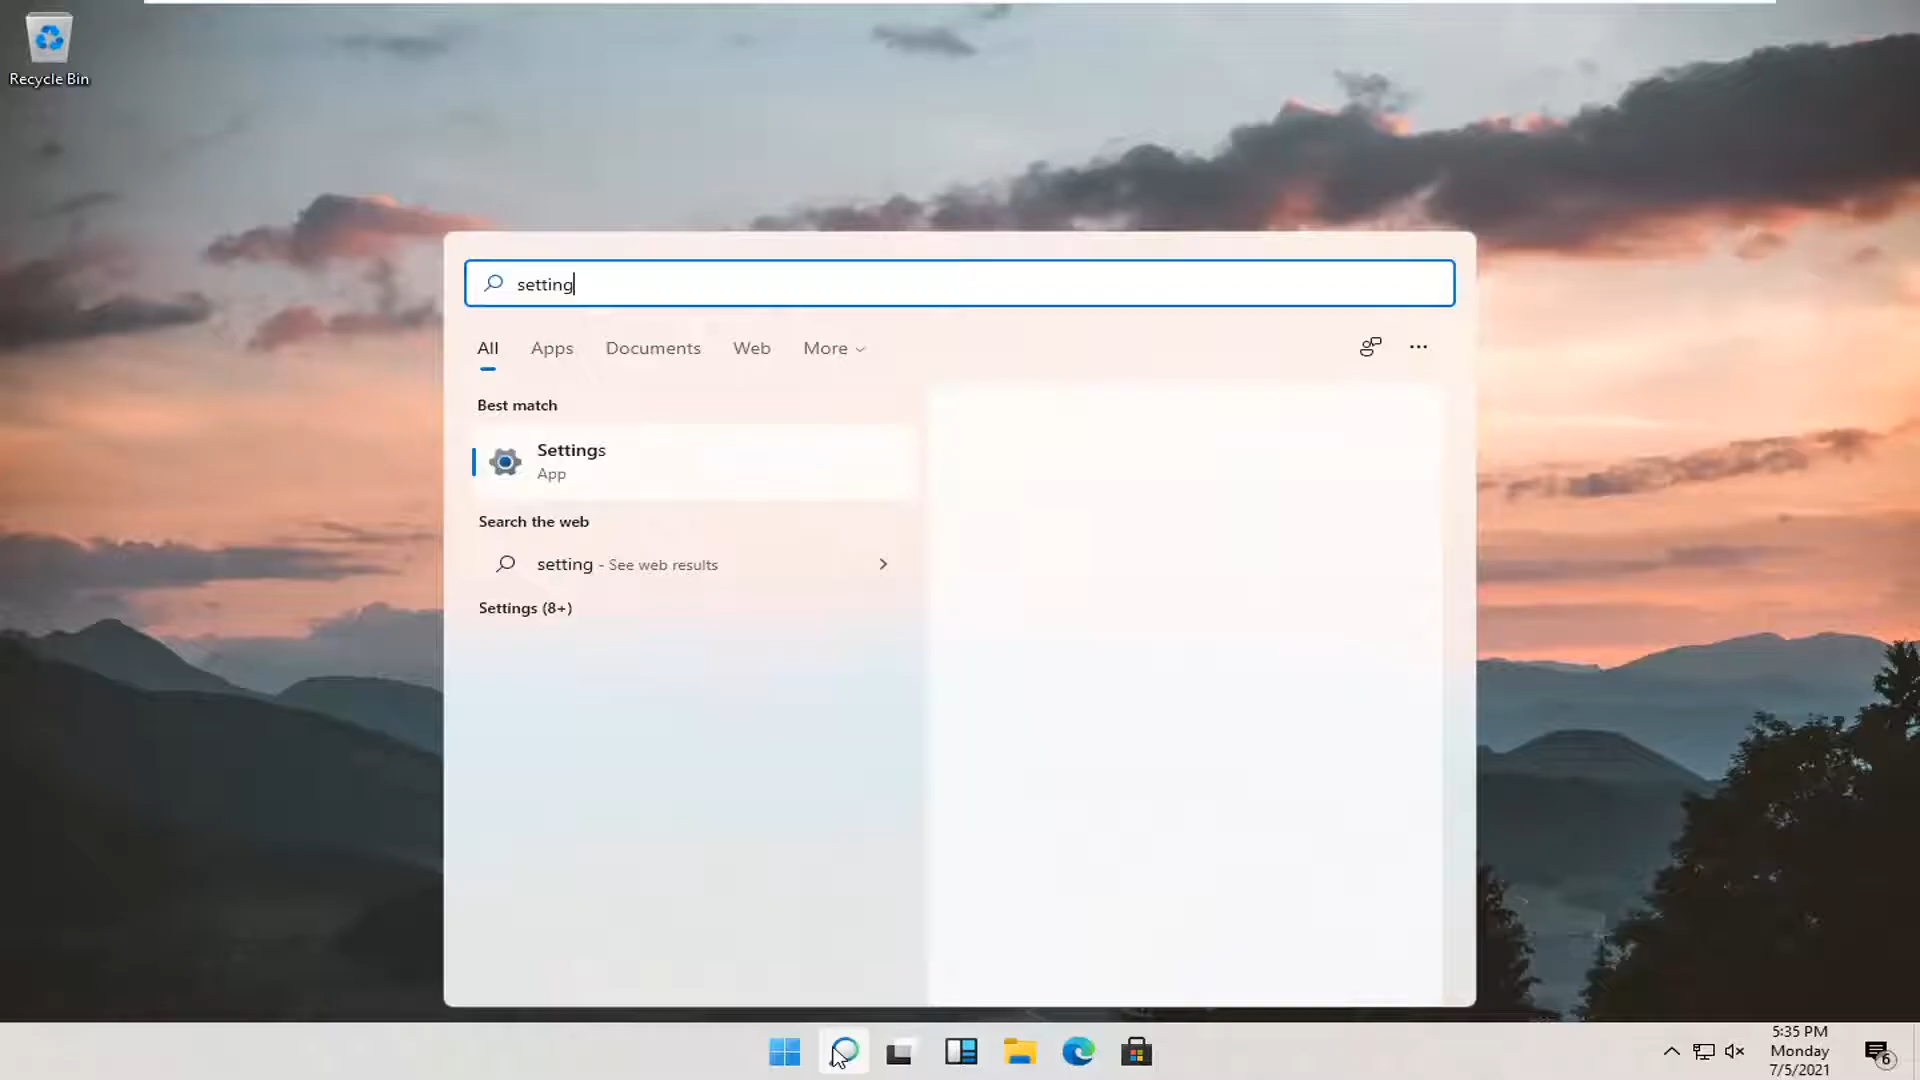 Recycle Bin
setting
All Apps Documents Web More
Best match
Settings
App
Search the web
setting - See web results
Settings (8+)
5:35 PM
Monday
7/5/2021
6